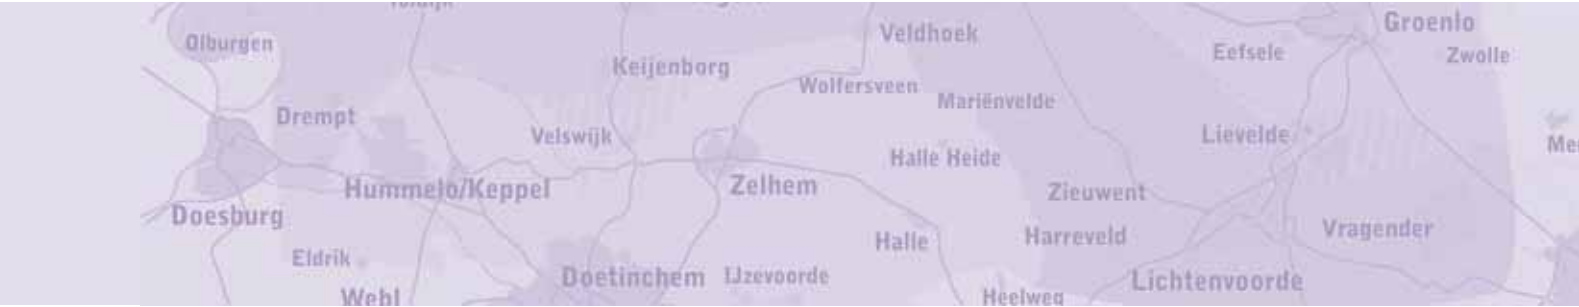 Groenlo
Veldhoek
Olburgen
Eefsele
Zwolle
Keijenborg
Wolfersveen
Mariënvelde
Drempt
Velswijk
Lievelde
Halle Heide
Hummelo/Keppel
Zelhem
Zieuwent
Doesburg
Vragender
Halle
Harreveld
Eldrik
Doetinchem
IJzevoorde
Lichtenvoorde
Wehl
Heelweg